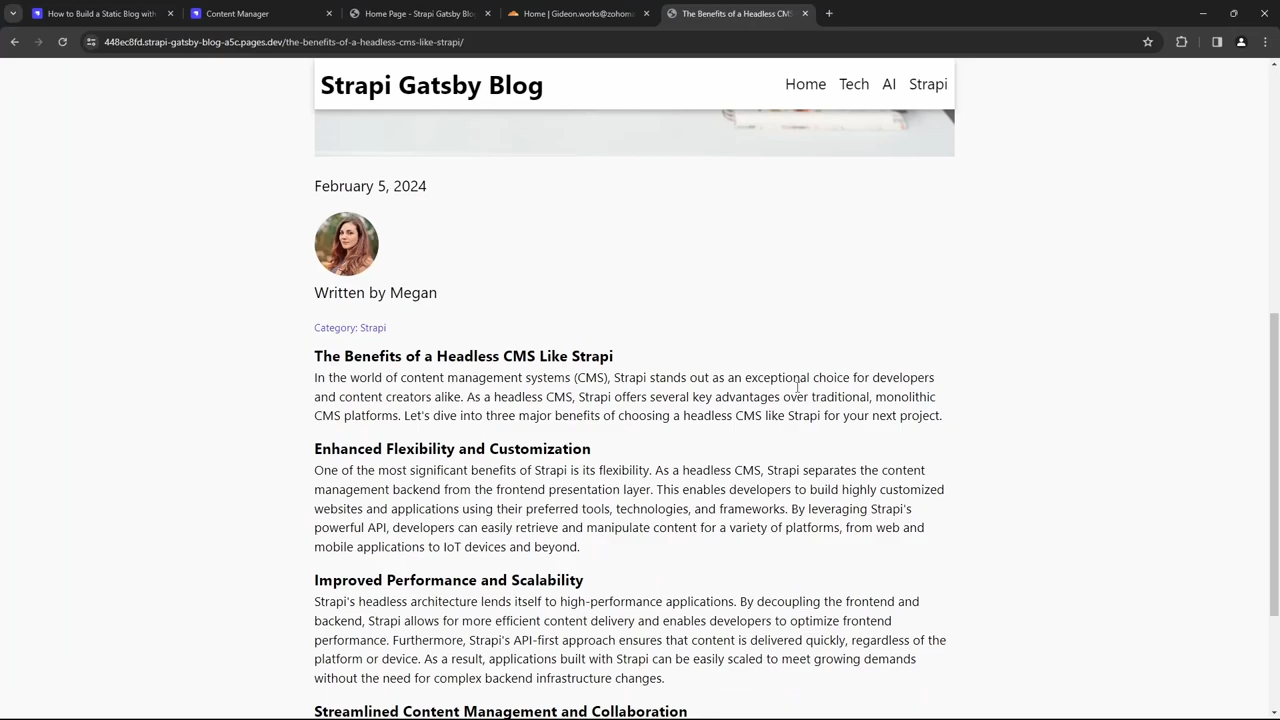 How to Build a Static Blog with
Content Manager
Home Page - Strapi Gatsby Blog
Home | Gideon.works@zohoma
The Benefits of a Headless CMS
448ec8fd.strapi-gatsby-blog-a5c.pages.dev/the-benefits-of-a-headless-cms-like-strapi/
Strapi Gatsby Blog
Home Tech AI Strapi
February 5, 2024
Written by Megan
Category: Strapi
The Benefits of a Headless CMS Like Strapi
In the world of content management systems (CMS), Strapi stands out as an exceptional choice for developers
and content creators alike. As a headless CMS, Strapi offers several key advantages over traditional, monolithic
CMS platforms. Let's dive into three major benefits of choosing a headless CMS like Strapi for your next project.
Enhanced Flexibility and Customization
One of the most significant benefits of Strapi is its flexibility. As a headless CMS, Strapi separates the content
management backend from the frontend presentation layer. This enables developers to build highly customized
websites and applications using their preferred tools, technologies, and frameworks. By leveraging Strapi's
powerful API, developers can easily retrieve and manipulate content for a variety of platforms, from web and
mobile applications to IoT devices and beyond.
Improved Performance and Scalability
Strapi's headless architecture lends itself to high-performance applications. By decoupling the frontend and
backend, Strapi allows for more efficient content delivery and enables developers to optimize frontend
performance. Furthermore, Strapi's API-first approach ensures that content is delivered quickly, regardless of the
platform or device. As a result, applications built with Strapi can be easily scaled to meet growing demands
without the need for complex backend infrastructure changes.
Streamlined Content Management and Collaboration